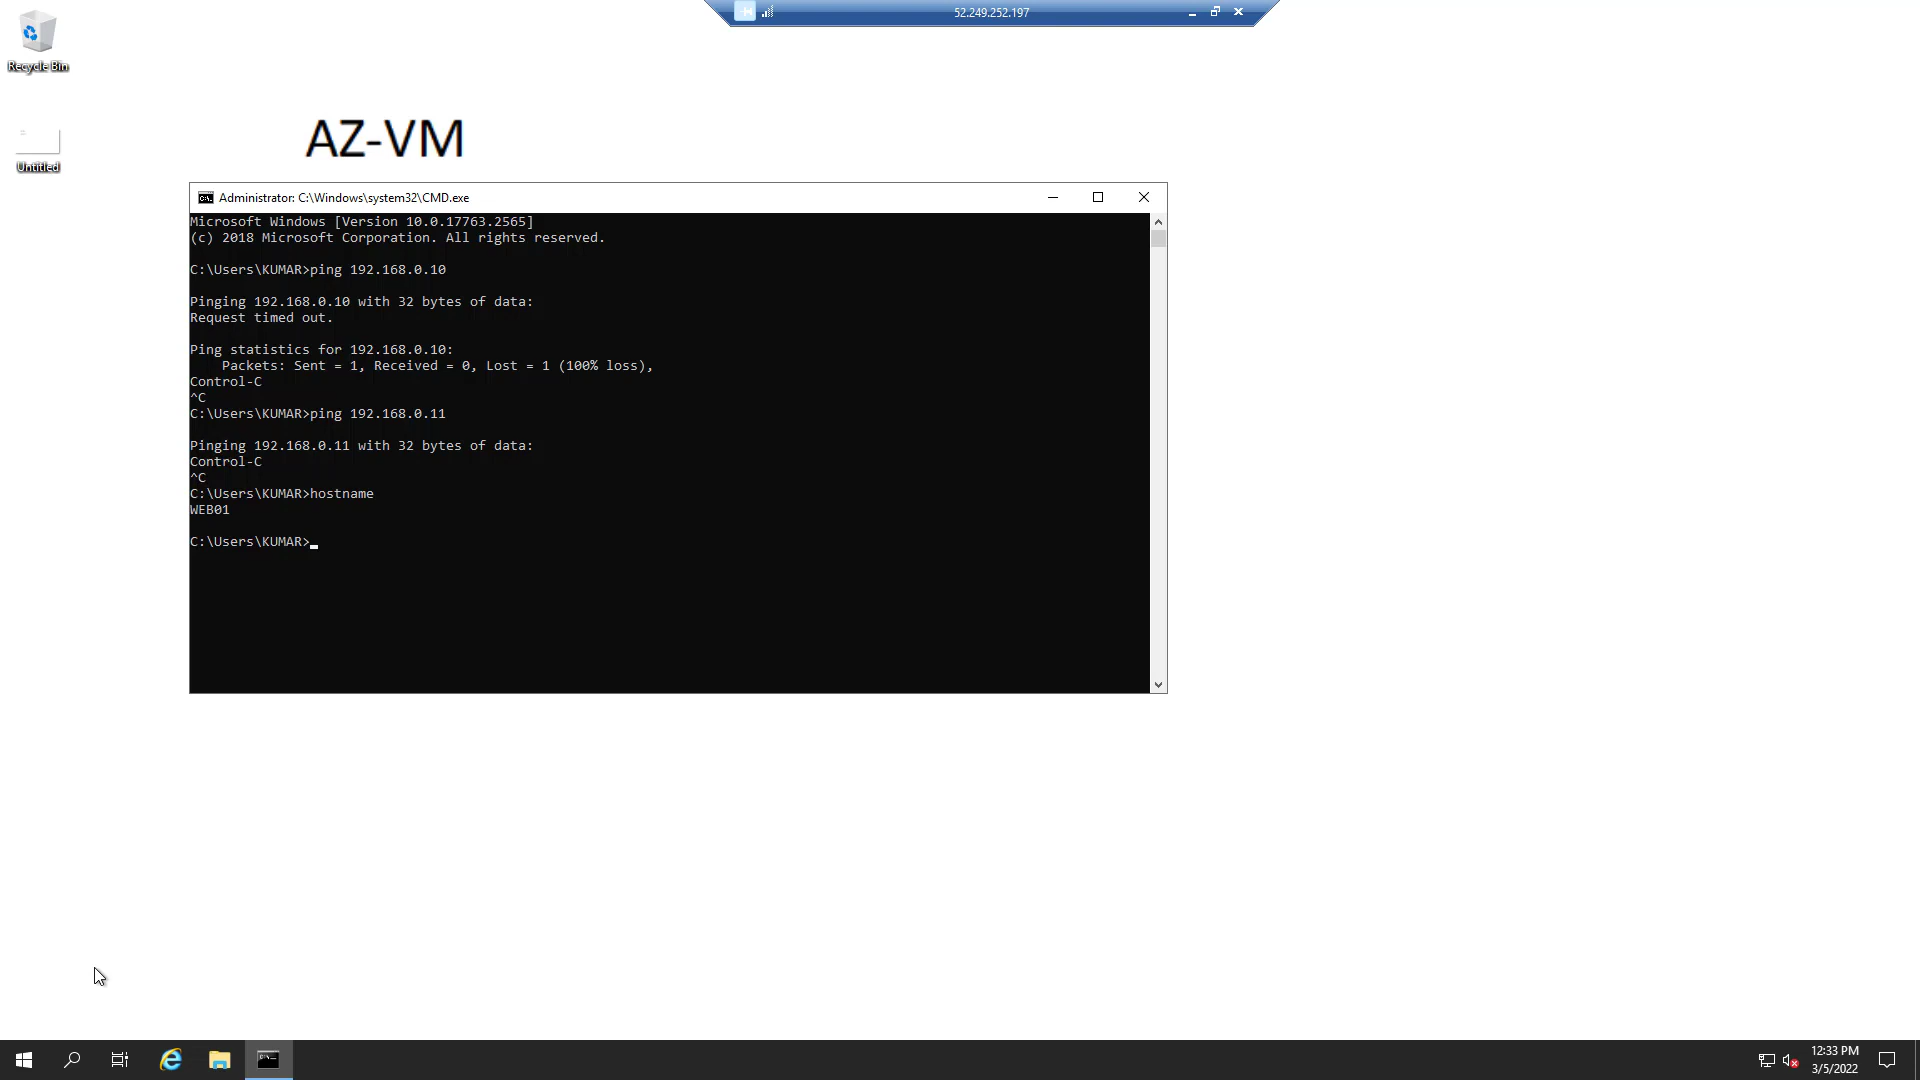 52.249.252.197
Recycle Bin
Untitled
AZ-VM
Administrator: C:\Windows\system32\CMD.exe
Microsoft Windows [Version 10.0.17763.2565]
(c) 2018 Microsoft Corporation. All rights reserved.
C:\Users\KUMAR>ping 192.168.0.10
Pinging 192.168.0.10 with 32 bytes of data:
Request timed out.
Ping statistics for 192.168.0.10:
    Packets: Sent = 1, Received = 0, Lost = 1 (100% loss),
Control-C
^C
C:\Users\KUMAR>ping 192.168.0.11
Pinging 192.168.0.11 with 32 bytes of data:
Control-C
^C
C:\Users\KUMAR>hostname
WEB01
C:\Users\KUMAR>
12:33 PM
3/5/2022